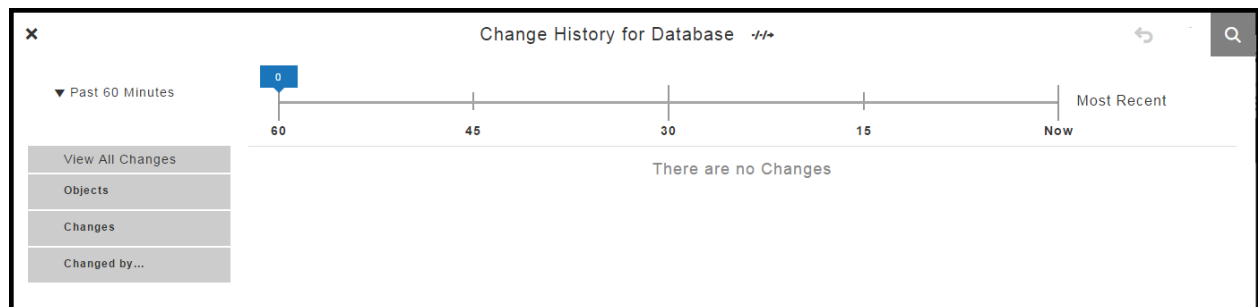 Change History for Database
▼ Past 60 Minutes
0
Most Recent
60 45 30 15 Now
View All Changes
There are no Changes
Objects
Changes
Changed by...